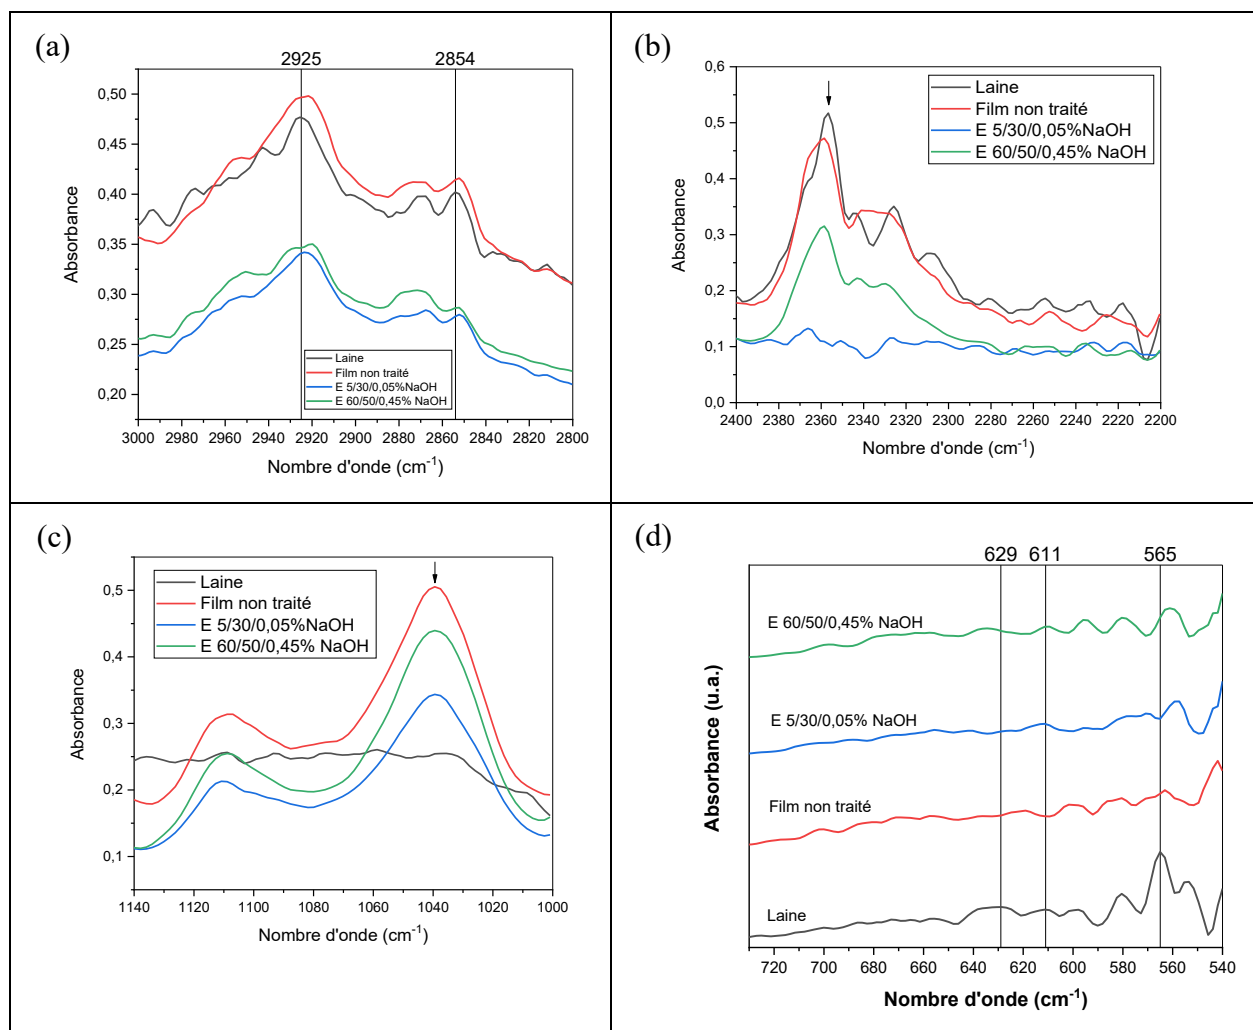 (a)
2925 2854
0,50
0,45
0,40
0,35
0,30
0,25
0,20
Absorbance
Laine
Film non traité
E 5/30/0,05%NaOH
E 60/50/0,45% NaOH
3000 2980 2960 2940 2920 2900 2880 2860 2840 2820 2800
Nombre d'onde (cm-1)
(b)
0,6
0,5
0,4
0,3
0,2
0,1
0,0
Absorbance
Laine
Film non traité
E 5/30/0,05%NaOH
E 60/50/0,45% NaOH
2400 2380 2360 2340 2320 2300 2280 2260 2240 2220 2200
Nombre d'onde (cm-1)
(c)
0,5
0,4
0,3
0,2
0,1
Absorbance
Laine
Film non traité
E 5/30/0,05%NaOH
E 60/50/0,45% NaOH
1140 1120 1100 1080 1060 1040 1020 1000
Nombre d'onde (cm-1)
(d)
629 611 565
Absorbance (u.a.)
E 60/50/0,45% NaOH
E 5/30/0,05% NaOH
Film non traité
Laine
720 700 680 660 640 620 600 580 560 540
Nombre d'onde (cm-1)